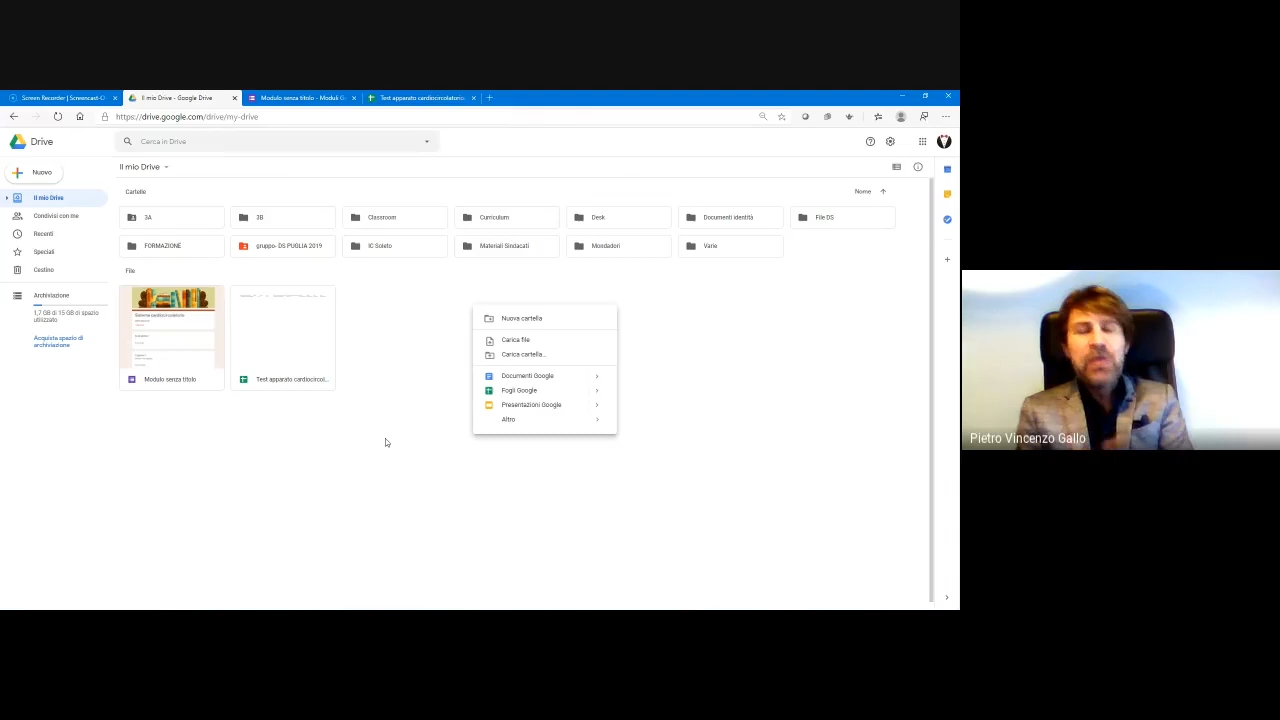 Screen Recorder | Screencast-O
Il mio Drive - Google Drive
Modulo senza titolo - Moduli G
Test apparato cardiocircolatorio
https://drive.google.com/drive/my-drive
Drive
Cerca in Drive
Nuovo
Il mio Drive
Condivisi con me
Recenti
Speciali
Cestino
Archiviazione
1,7 GB di 15 GB di spazio
utilizzato
Acquista spazio di
archiviazione
Il mio Drive
Cartelle
Nome
3A
3B
Classroom
Curriculum
Desk
Documenti identità
File DS
FORMAZIONE
gruppo- DS PUGLIA 2019
IC Soleto
Materiali Sindacati
Mondadori
Varie
File
Modulo senza titolo
Test apparato cardiocircol...
Nuova cartella
Carica file
Carica cartella...
Documenti Google
Fogli Google
Presentazioni Google
Altro
Pietro Vincenzo Gallo